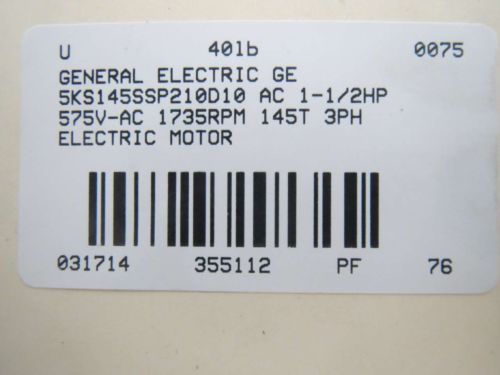 U 40lb 0075
GENERAL ELECTRIC GE
5KS145SSP210D10 AC 1-1/2HP
575V-AC 1735RPM 145T 3PH
ELECTRIC MOTOR
031714 355112 PF 76